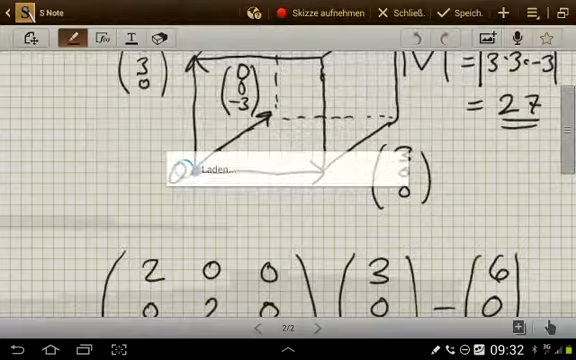 S Note
Skizze aufnehmen
Schließ.
Speich.
3
0
0
0
-3
|V| = |3·3·-3|
= 27
Laden...
0
3
0
0
2 0 0 3 6
0 2 0 0 = 0
2/2
09:32